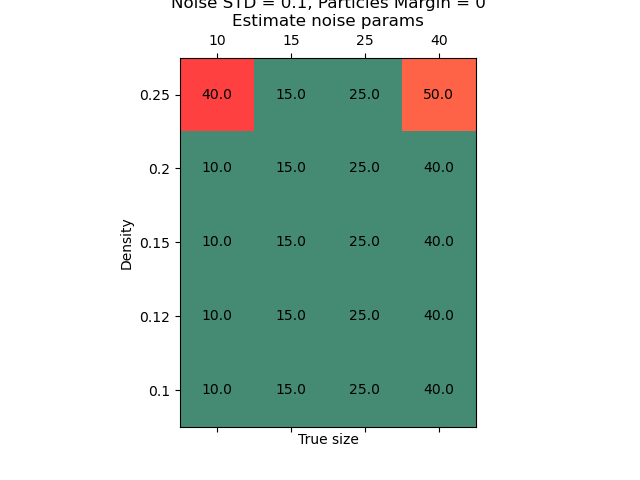 Noise STD = 0.1, Particles Margin = 0
Estimate noise params
10 15 25 40
0.25 40.0 15.0 25.0 50.0
0.2 10.0 15.0 25.0 40.0
0.15 10.0 15.0 25.0 40.0
0.12 10.0 15.0 25.0 40.0
0.1 10.0 15.0 25.0 40.0
Density
True size